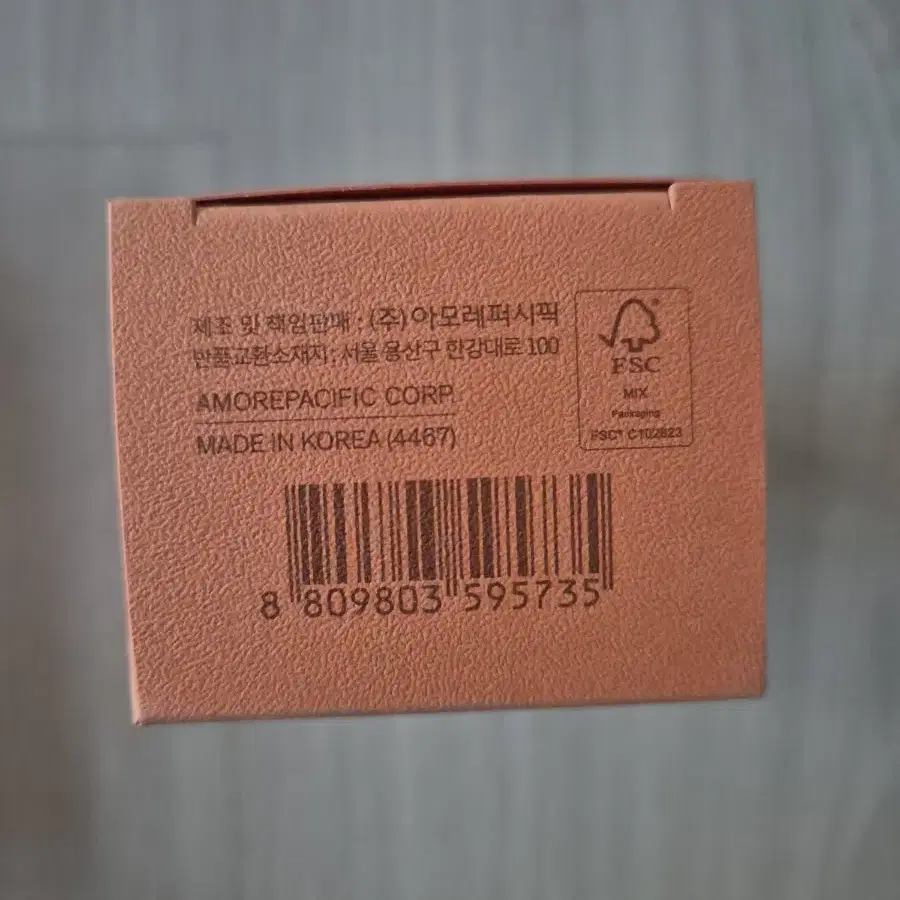 제조 및 책임판매 : (주)아모레퍼시픽
반품교환소재지: 서울 용산구 한강대로 100
AMOREPACIFIC CORP.
MADE IN KOREA (4467)
FSC
MIX
Packaging
FSC® C102823
8 809803 595735